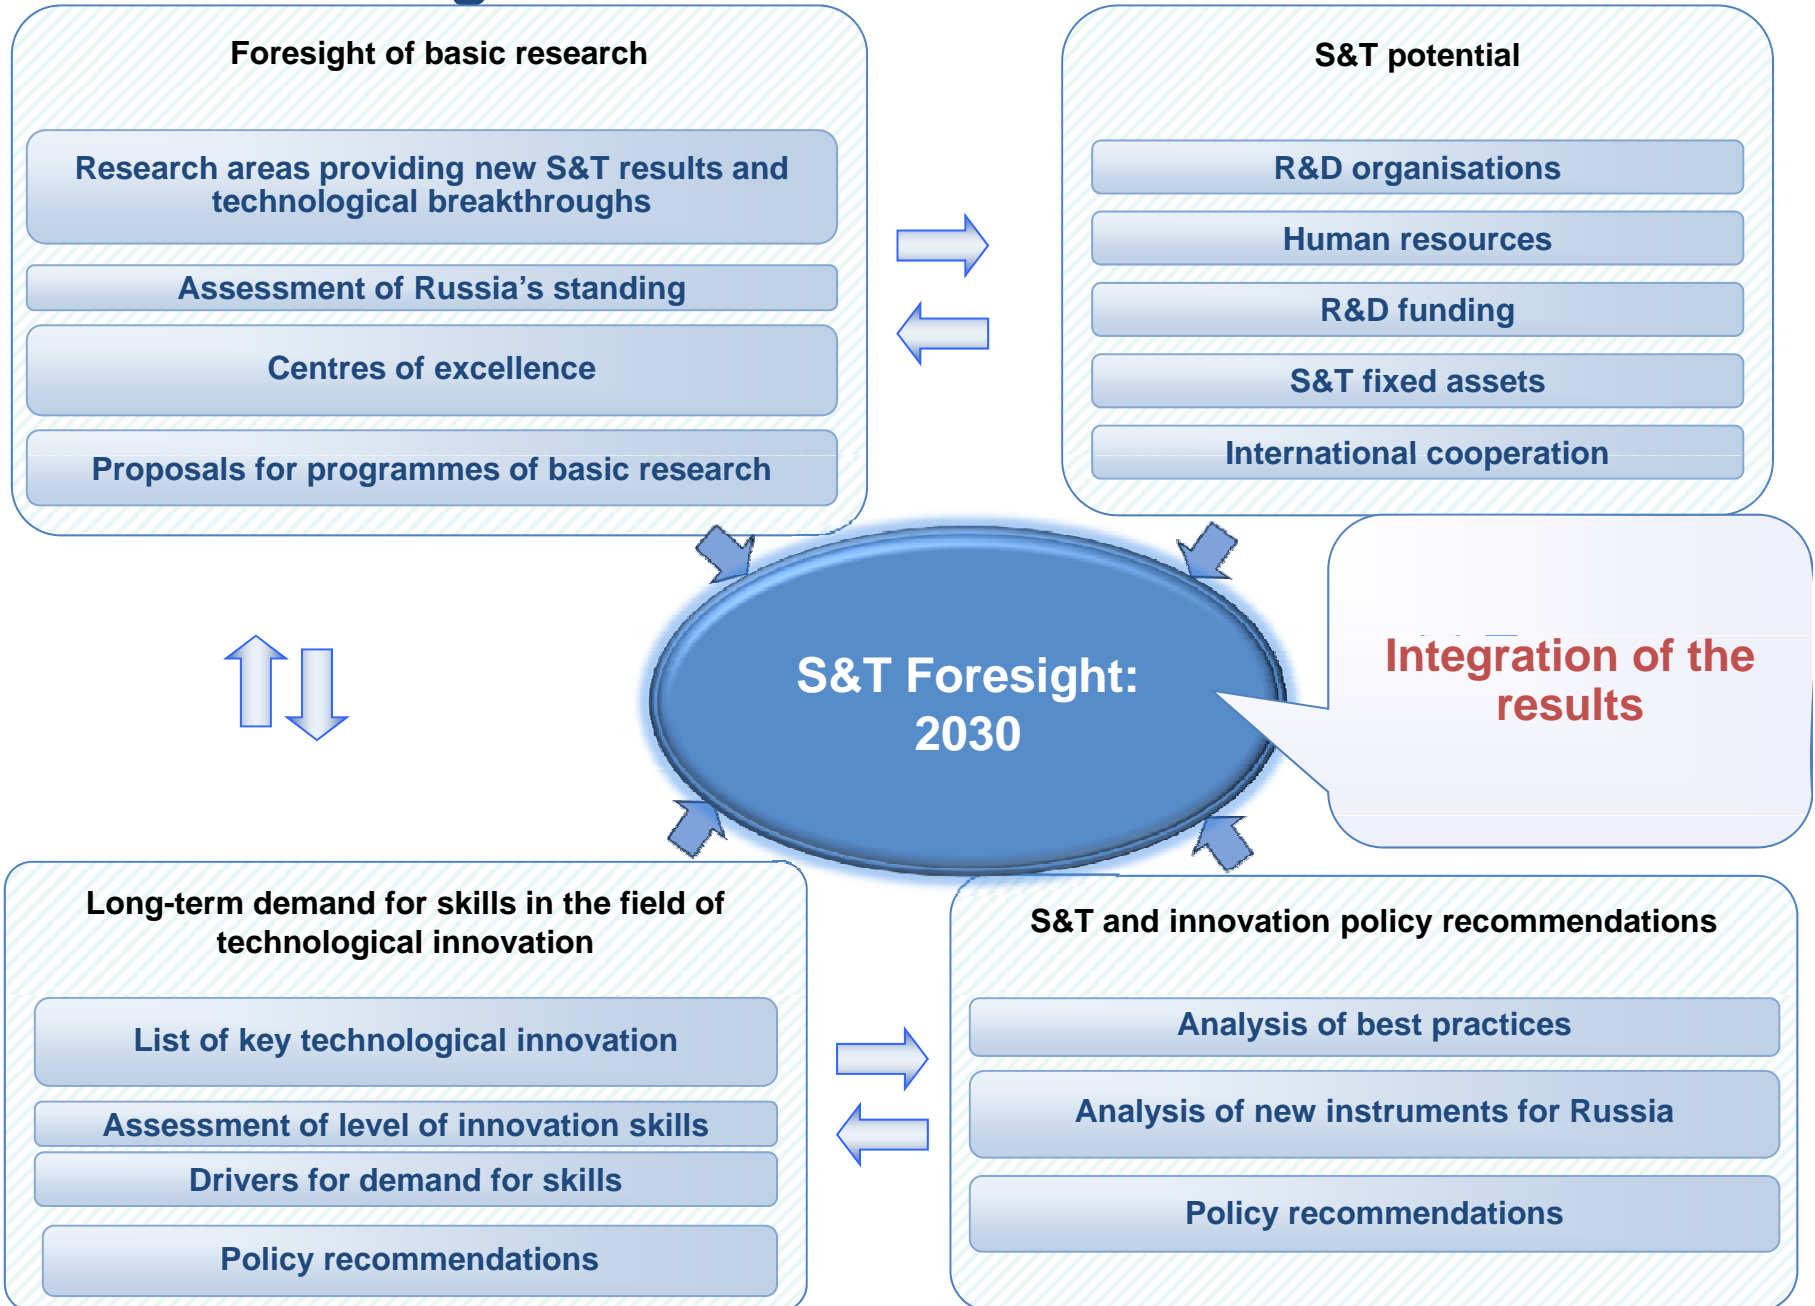 Foresight of basic research
Research areas providing new S&T results and
technological breakthroughs
Assessment of Russia’s standing
Centres of excellence
Proposals for programmes of basic research
S&T potential
R&D organisations
Human resources
R&D funding
S&T fixed assets
International cooperation
S&T Foresight:
2030
Integration of the
results
Long-term demand for skills in the field of
technological innovation
List of key technological innovation
Assessment of level of innovation skills
Drivers for demand for skills
Policy recommendations
S&T and innovation policy recommendations
Analysis of best practices
Analysis of new instruments for Russia
Policy recommendations